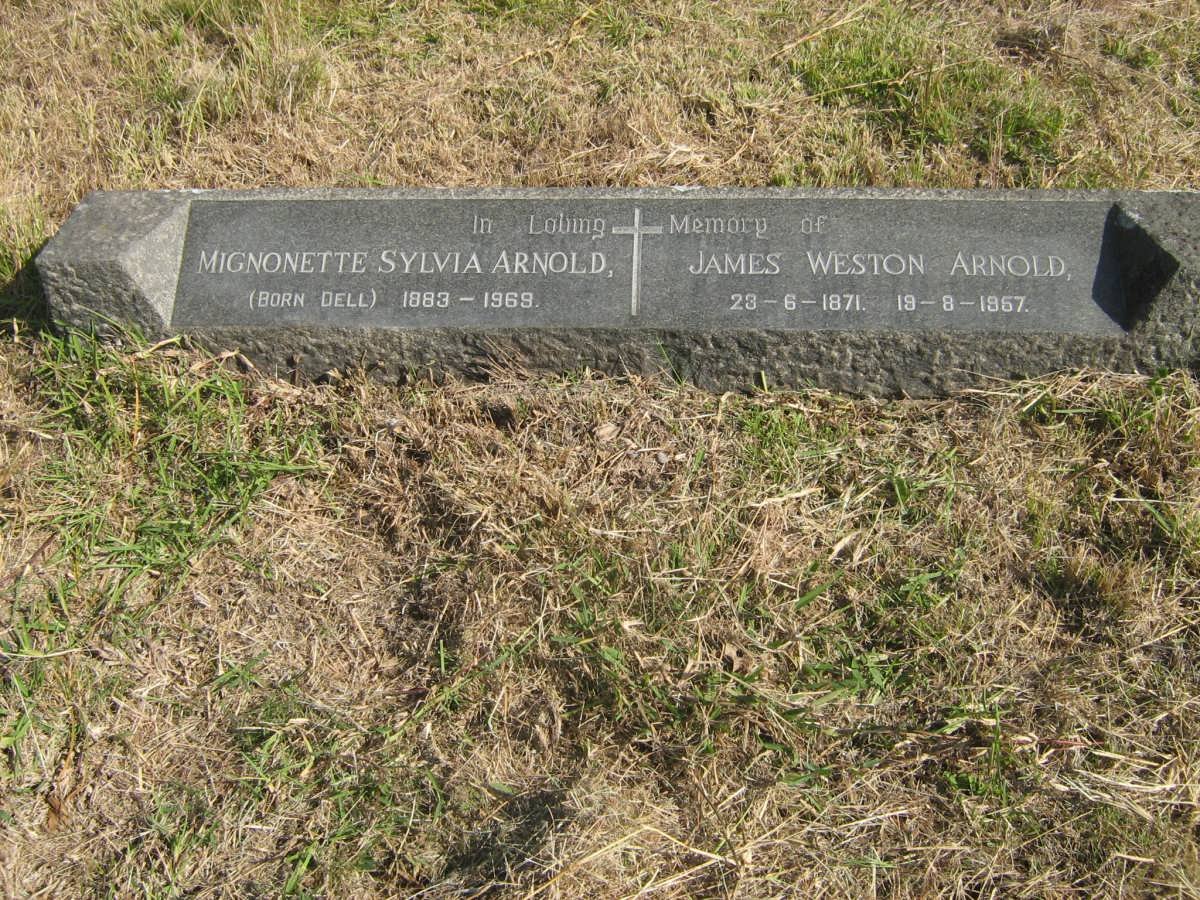 In Loving Memory of
MIGNONETTE SYLVIA ARNOLD,
(BORN DELL) 1883 - 1969.
JAMES WESTON ARNOLD,
23-6-1871. 19-8-1957.